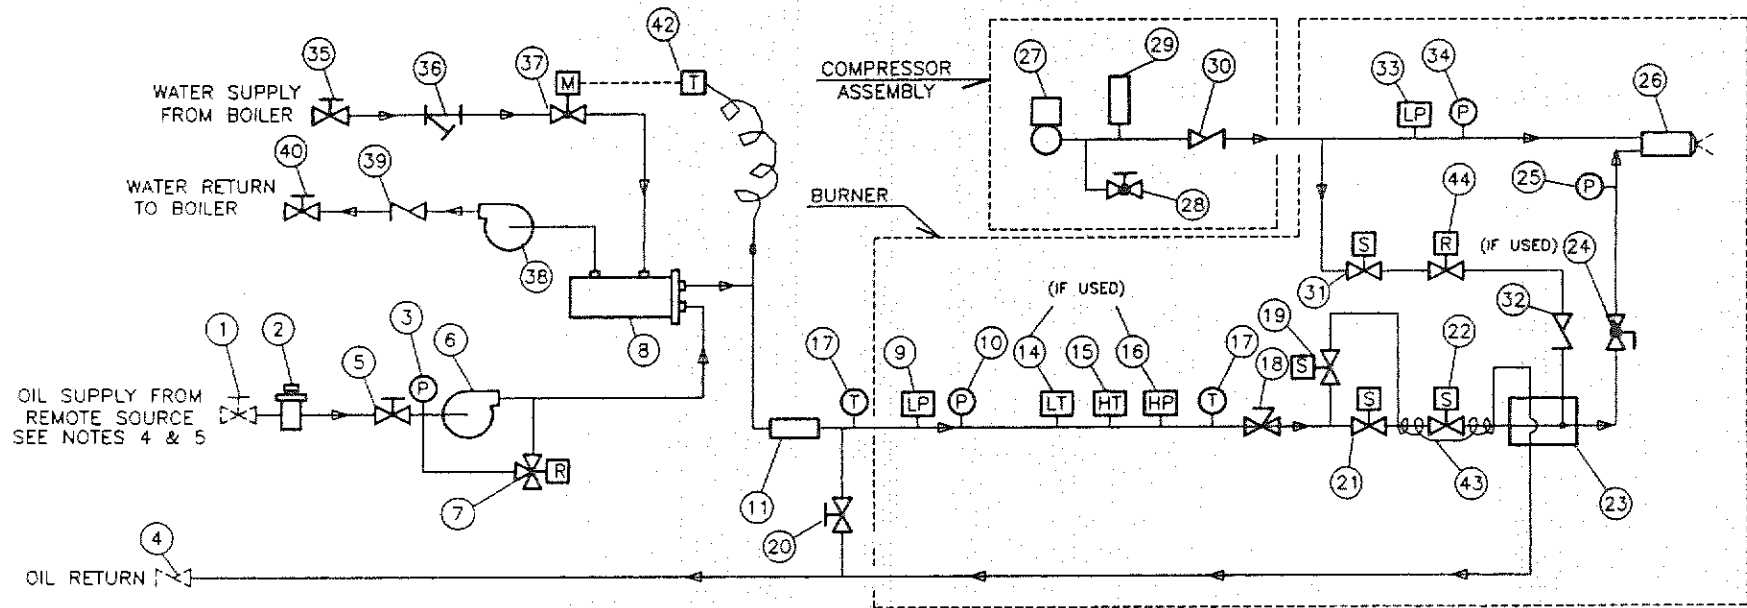 42
35
36
37
M
T
WATER SUPPLY
FROM BOILER
40
39
WATER RETURN
TO BOILER
38
8
COMPRESSOR
ASSEMBLY
27
29
30
28
33
34
LP
P
26
25
P
44
S
R
(IF USED)
24
31
32
BURNER
1
2
3
5
6
P
OIL SUPPLY FROM
REMOTE SOURCE
SEE NOTES 4 & 5
7
R
17
T
9
LP
10
P
(IF USED)
14
15
16
LT
HT
HP
17
T
18
19
S
22
S
S
21
43
23
11
20
4
OIL RETURN